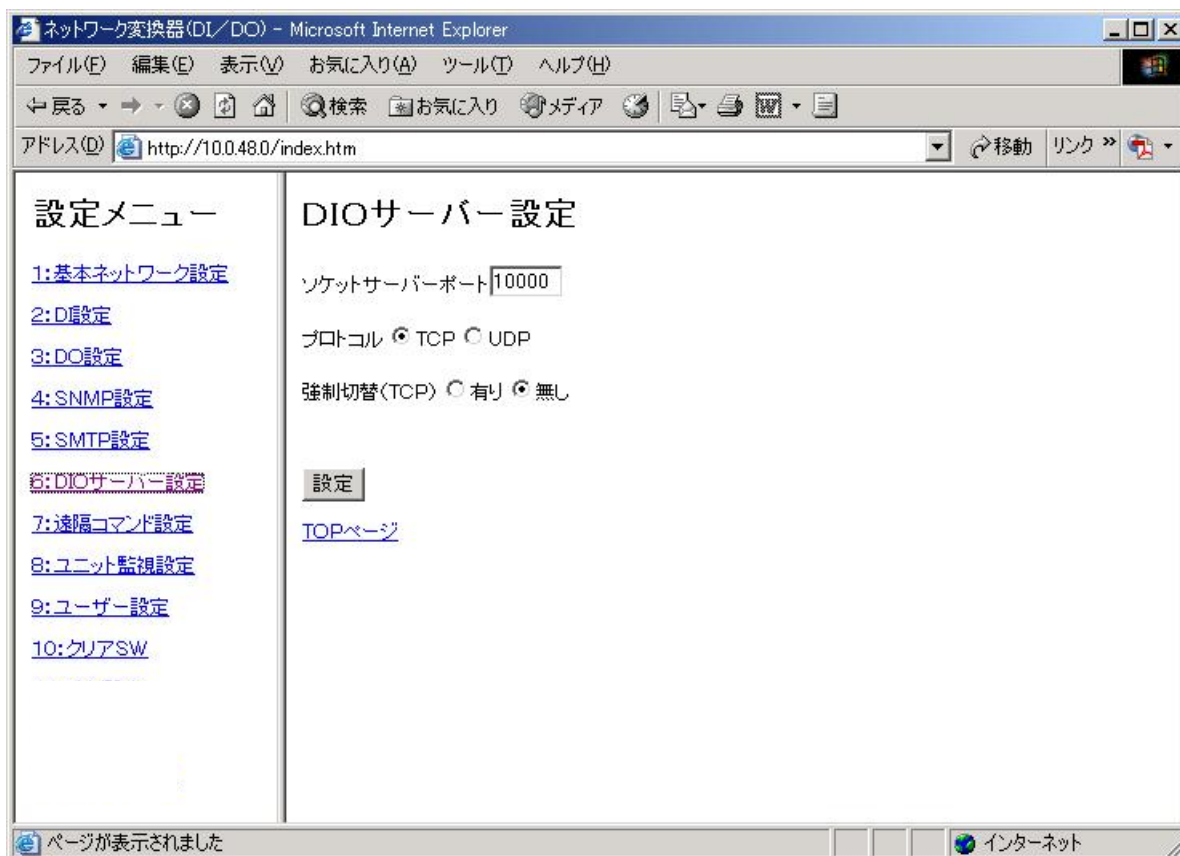 ネットワーク変換器(DI/DO) - Microsoft Internet Explorer
ファイル(F) 編集(E) 表示(V) お気に入り(A) ツール(T) ヘルプ(H)
戻る 検索 お気に入り メディア
アドレス(D) http://10.0.48.0/index.htm 移動 リンク »
設定メニュー
1:基本ネットワーク設定
2:DI設定
3:DO設定
4:SNMP設定
5:SMTP設定
6:DIOサーバー設定
7:遠隔コマンド設定
8:ユニット監視設定
9:ユーザー設定
10:クリアSW
DIOサーバー設定
ソケットサーバーポート 10000
プロトコル TCP UDP
強制切替(TCP) 有り 無し
設定
TOPページ
ページが表示されました インターネット